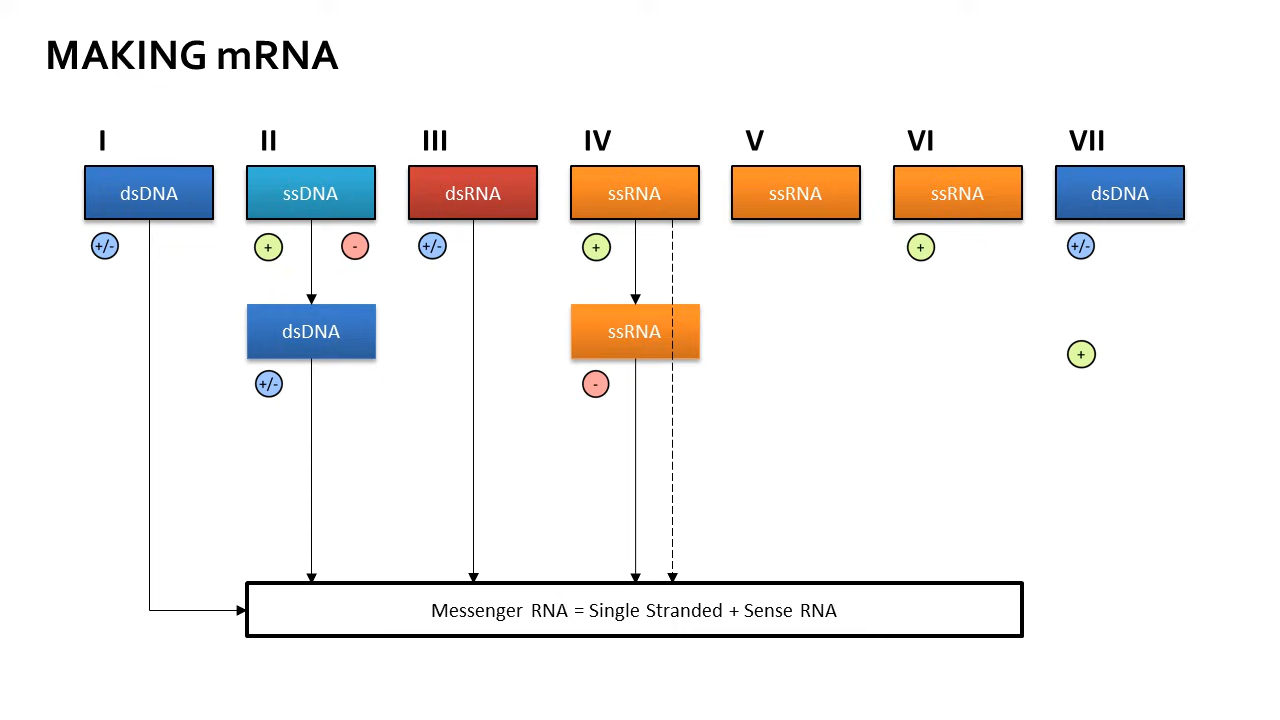 MAKING mRNA
I II III IV V VI VII
dsDNA ssDNA dsRNA ssRNA ssRNA ssRNA dsDNA
+/- + - +/- + + +/-
dsDNA ssRNA
+
+/- -
Messenger RNA = Single Stranded + Sense RNA